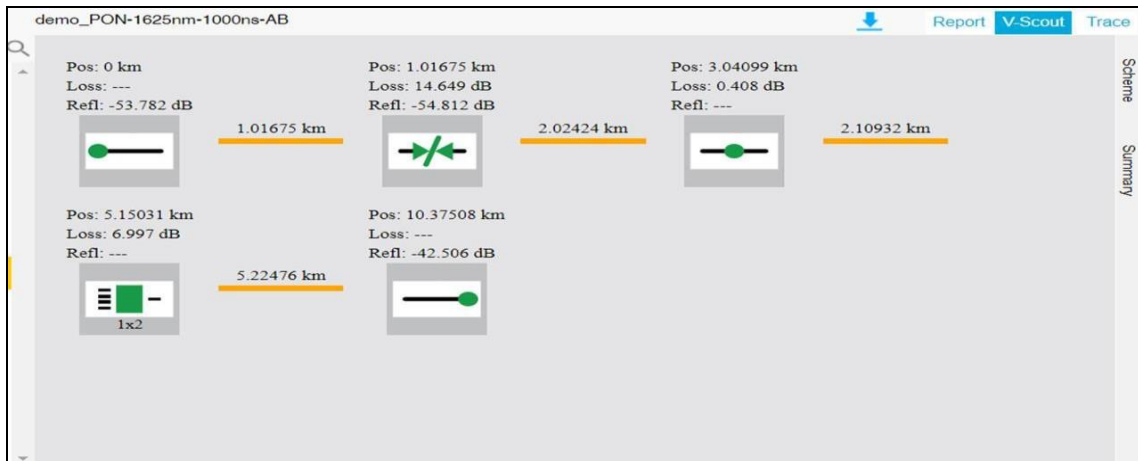 demo_PON-1625nm-1000ns-AB
Report V-Scout Trace
Pos: 0 km
Loss: ---
Refl: -53.782 dB
1.01675 km
Pos: 1.01675 km
Loss: 14.649 dB
Refl: -54.812 dB
2.02424 km
Pos: 3.04099 km
Loss: 0.408 dB
Refl: ---
2.10932 km
Pos: 5.15031 km
Loss: 6.997 dB
Refl: ---
1x2
5.22476 km
Pos: 10.37508 km
Loss: ---
Refl: -42.506 dB
Scheme
Summary